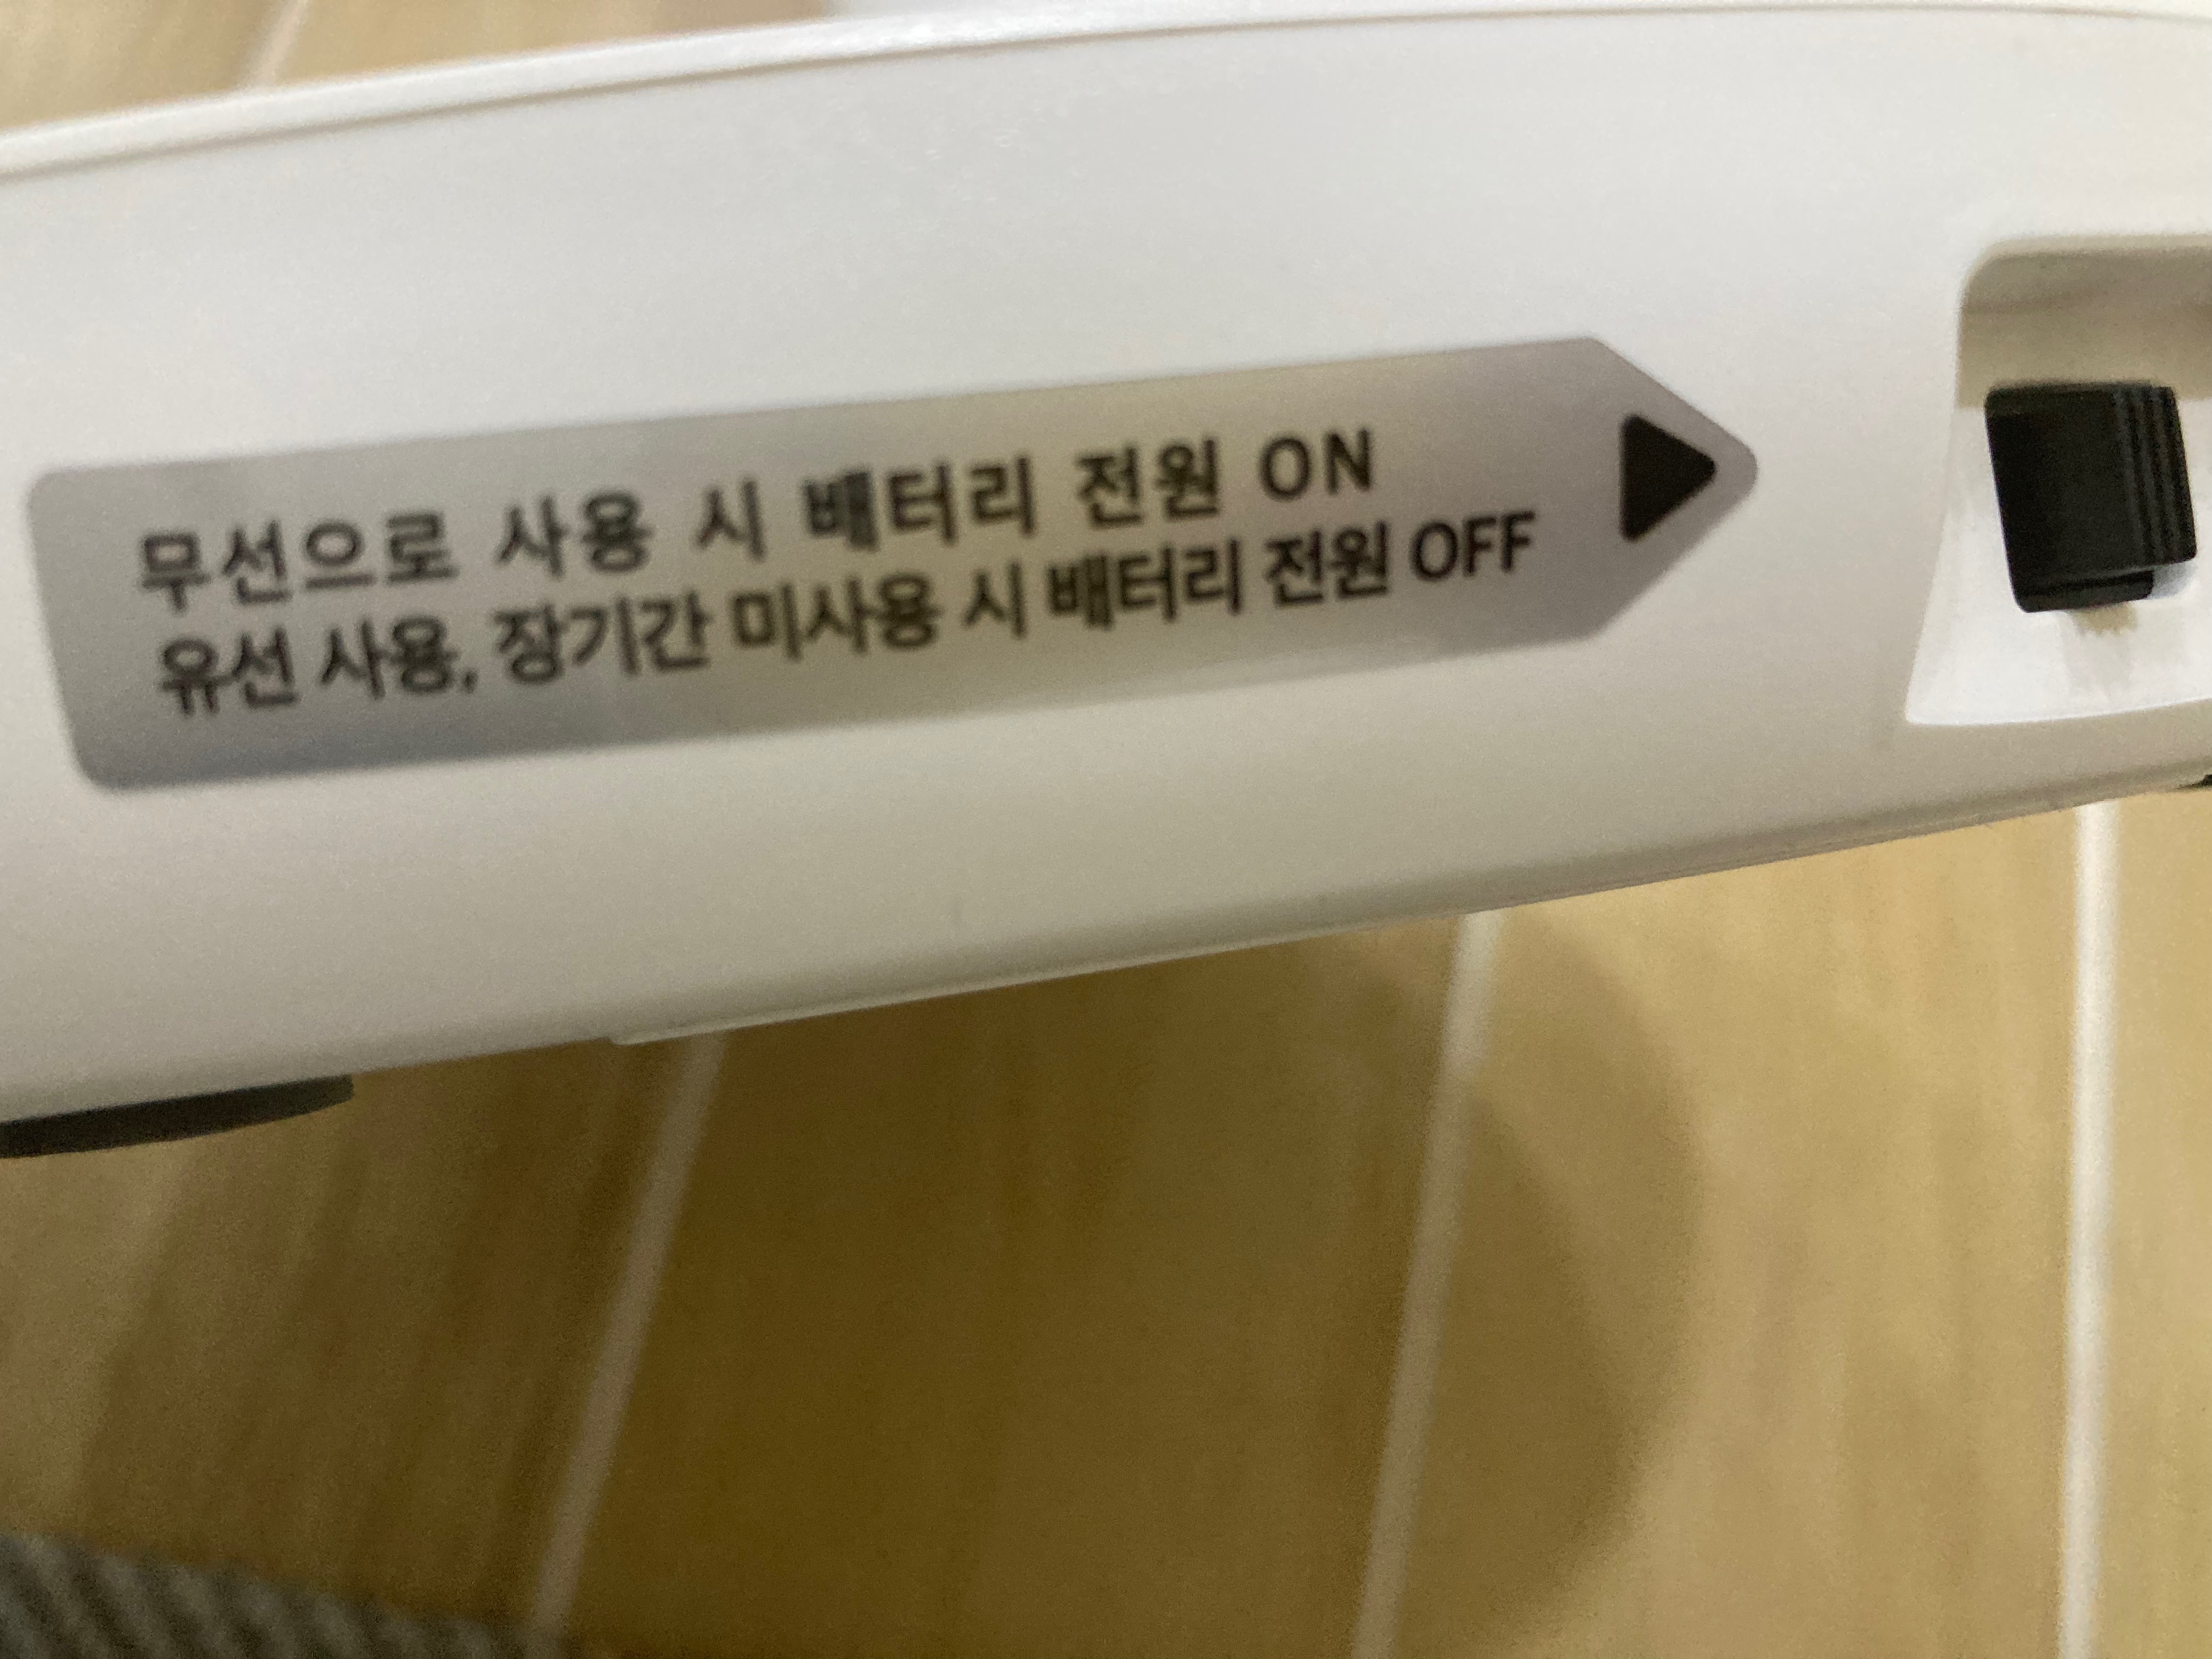 무선으로 사용 시 배터리 전원 ON
유선 사용, 장기간 미사용 시 배터리 전원 OFF